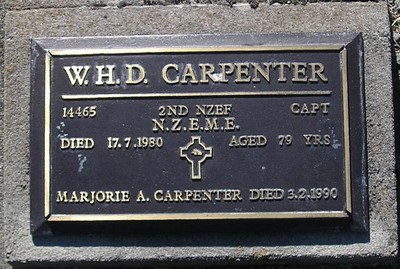 W. H. D. CARPENTER
14465 2ND NZEF CAPT
N.Z.E.M.E.
DIED 17.7.1980 AGED 79 YRS
MARJORIE A. CARPENTER DIED 3.2.1990